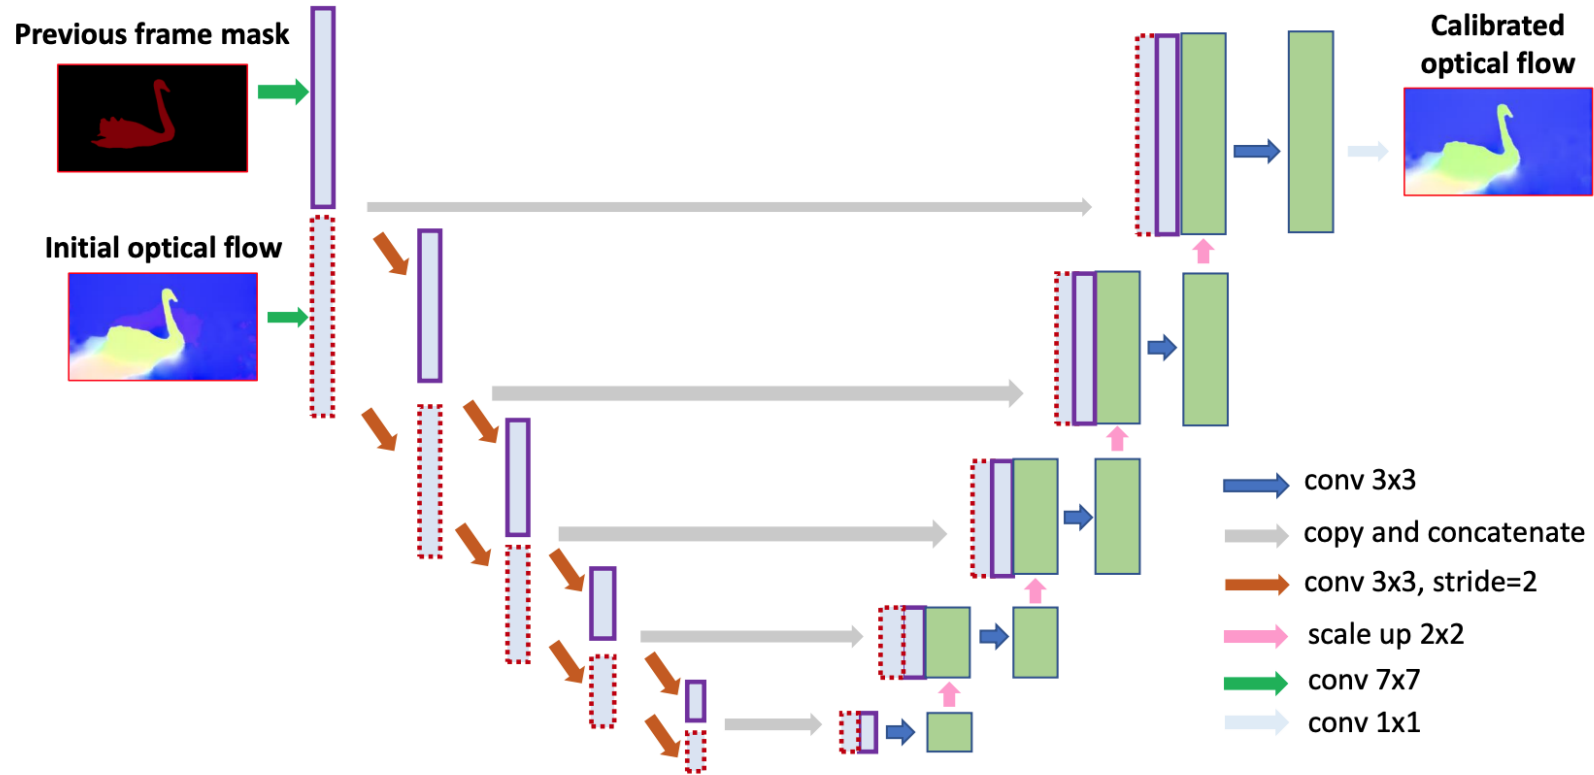 Previous frame mask
Initial optical flow
Calibrated
optical flow
conv 3x3
copy and concatenate
conv 3x3, stride=2
scale up 2x2
conv 7x7
conv 1x1